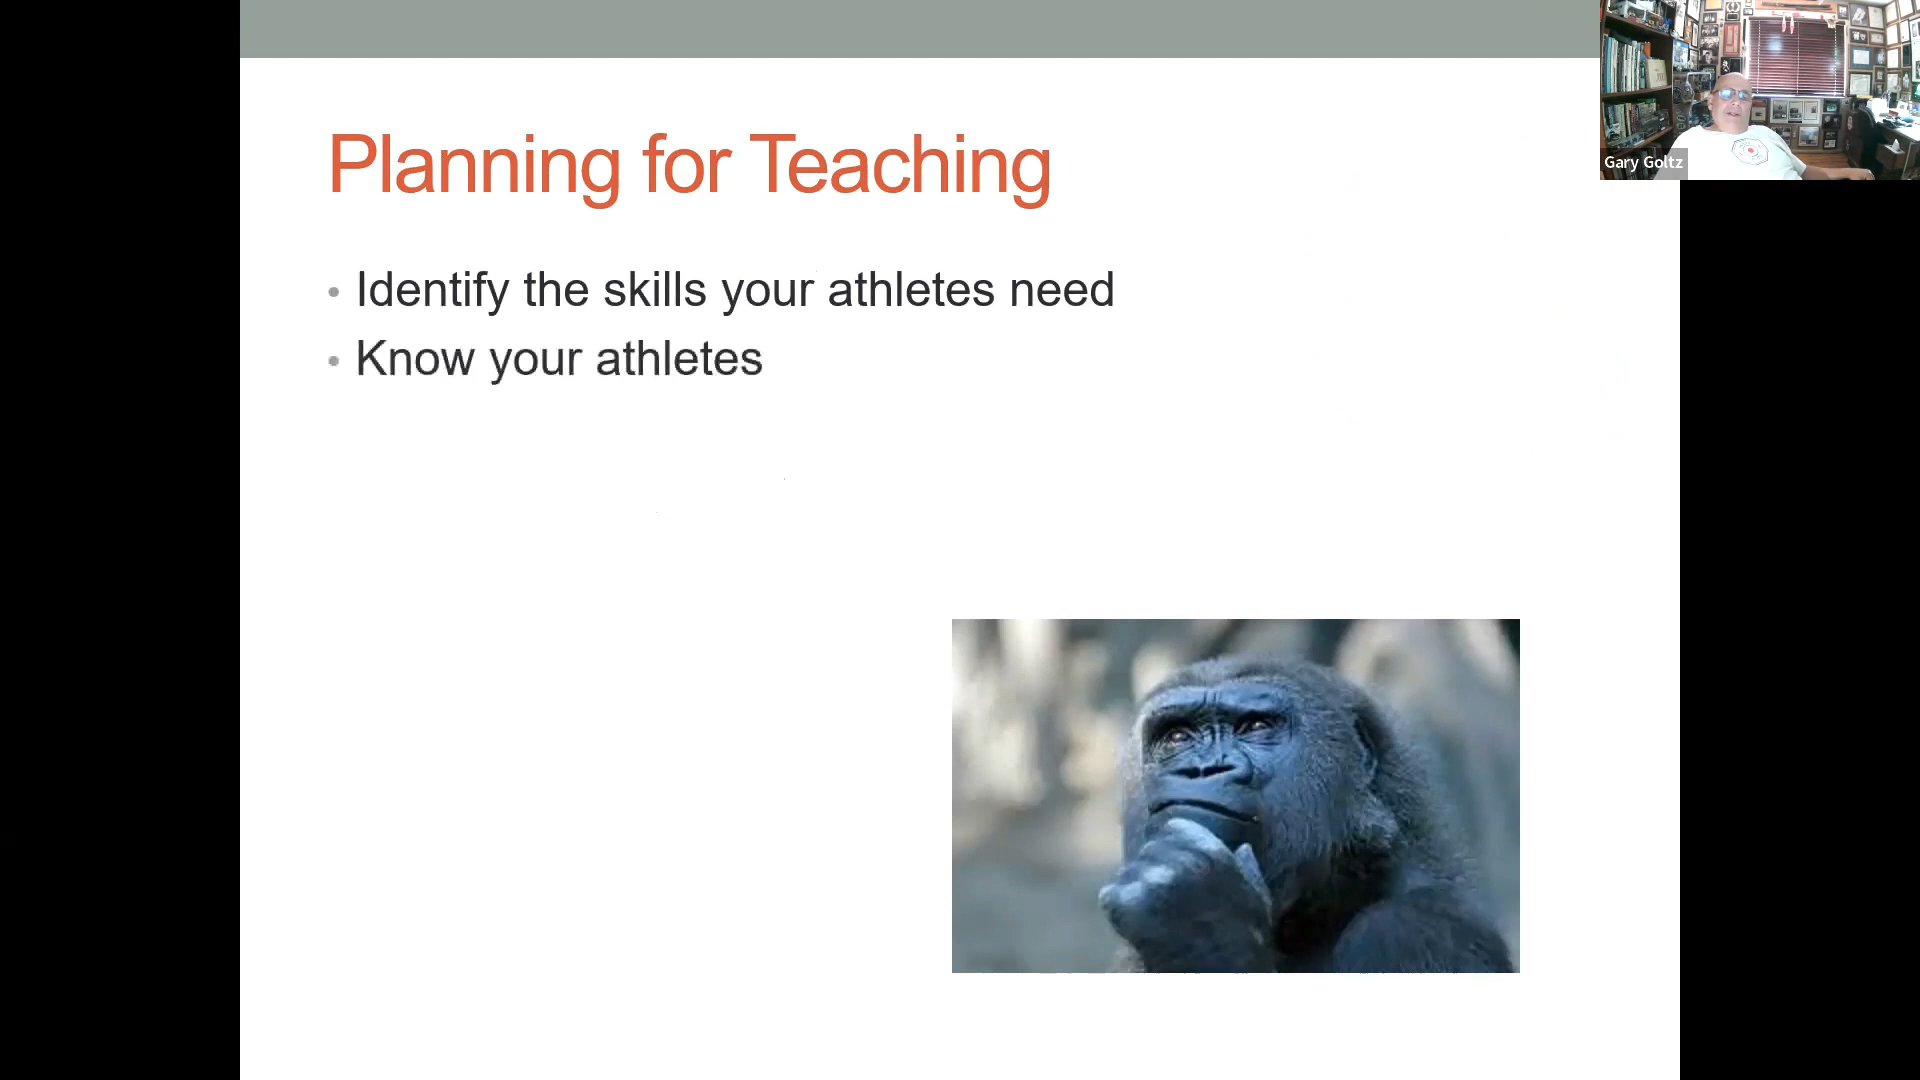 Planning for Teaching
• Identify the skills your athletes need
• Know your athletes
Gary Goltz